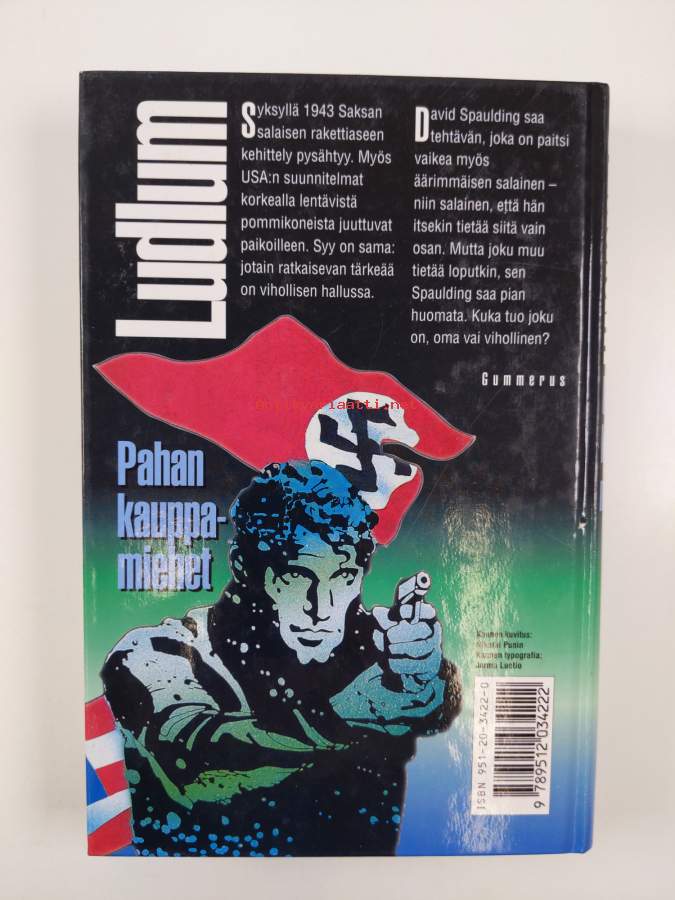 Ludlum
Syksyllä 1943 Saksan
salaisen rakettiaseen
kehittely pysähtyy. Myös
USA:n suunnitelmat
korkealla lentävistä
pommikoneista juuttuvat
paikoilleen. Syy on sama:
jotain ratkaisevan tärkeää
on vihollisen hallussa.
David Spaulding saa
tehtävän, joka on paitsi
vaikea myös
äärimmäisen salainen –
niin salainen, että hän
itsekin tietää siitä vain
osan. Mutta joku muu
tietää loputkin, sen
Spaulding saa pian
huomata. Kuka tuo joku
on, oma vai vihollinen?
Gummerus
Pahan
kauppa-
miehet
Kannen kuvitus:
Nikolai Punin
Kannen typografia:
Jorma Luotio
ISBN 951-20-3422-0
9 789512 034222